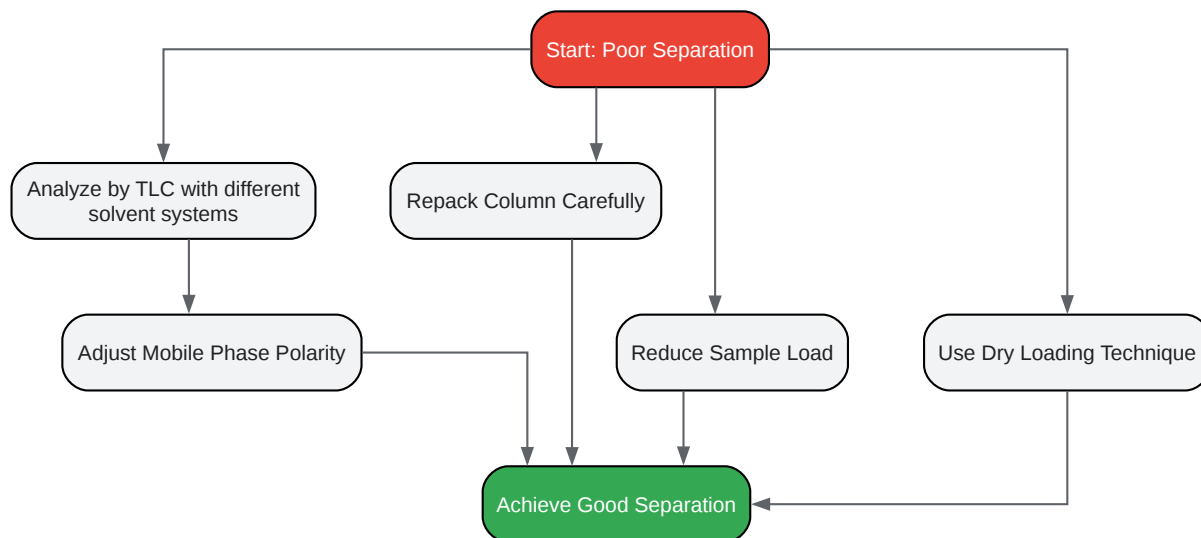 Start: Poor Separation
Analyze by TLC with different
solvent systems
Repack Column Carefully
Adjust Mobile Phase Polarity
Reduce Sample Load
Use Dry Loading Technique
Achieve Good Separation